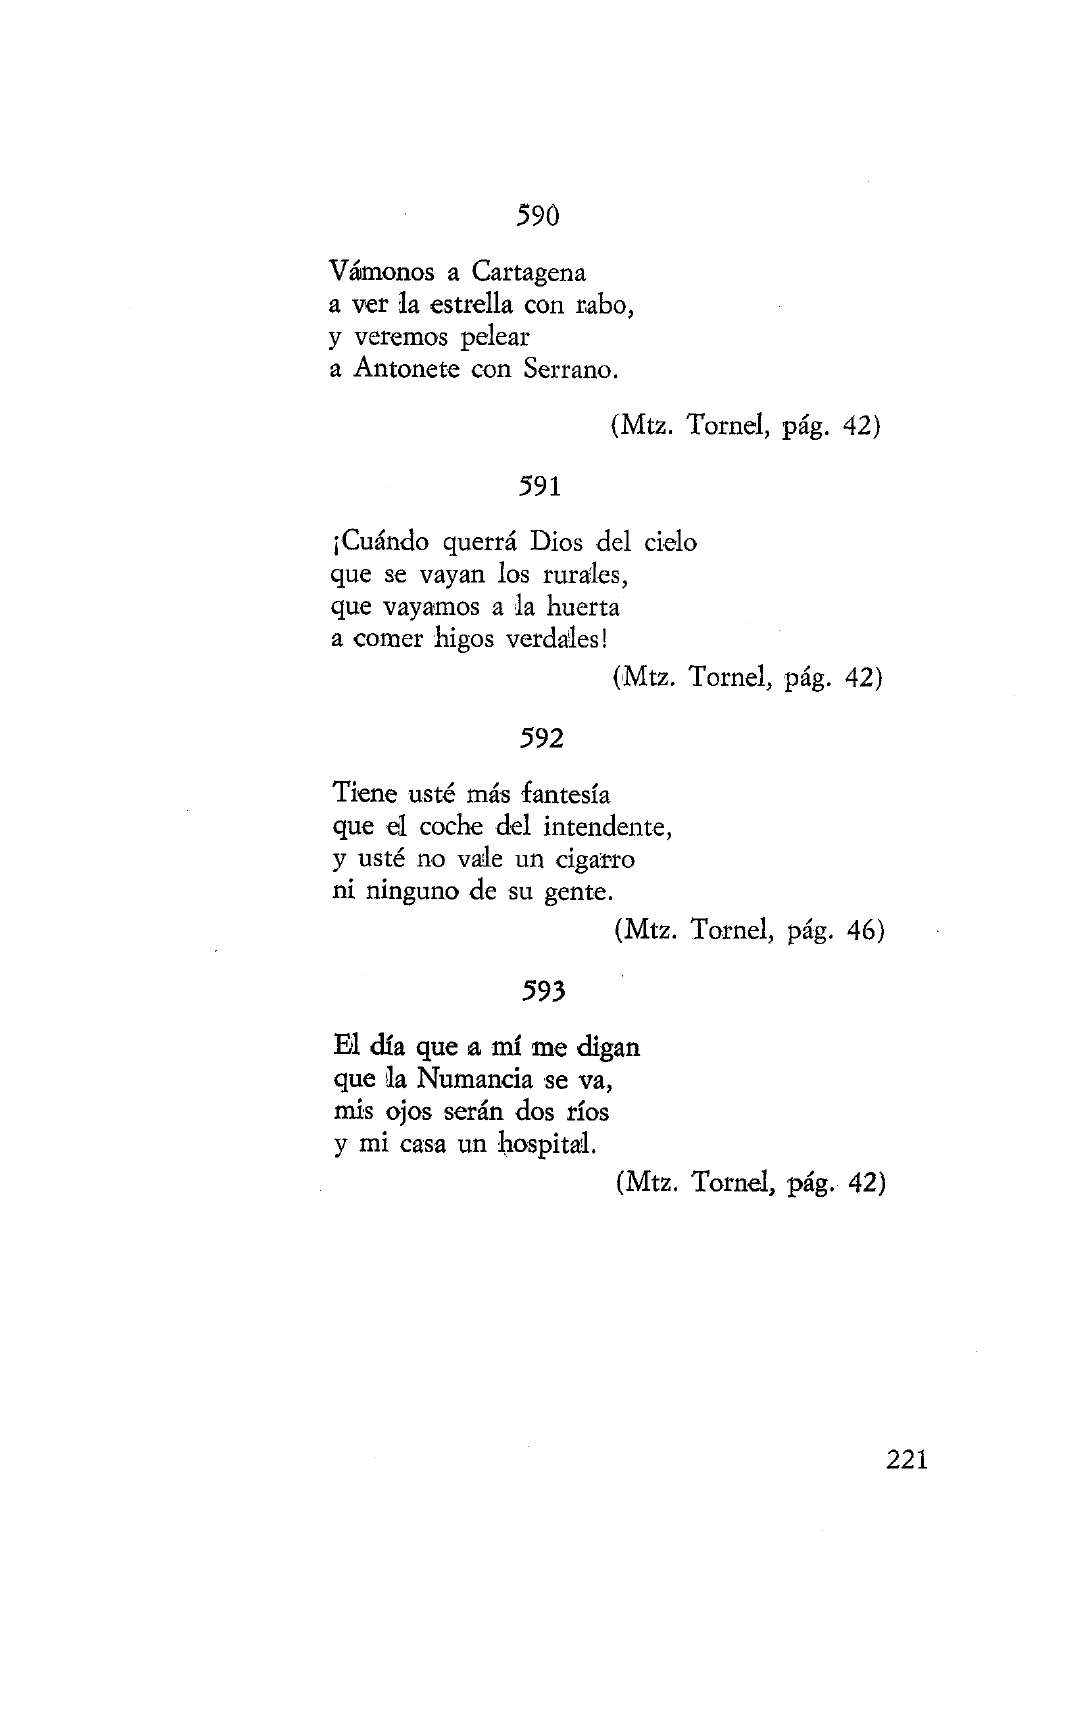 590
Vámonos a Cartagena
a ver la estrella con rabo,
y veremos pelear
a Antonete con Serrano.
(Mtz. Tornel, pág. 42)
591
¡Cuándo querrá Dios del cielo
que se vayan los rurales,
que vayamos a la huerta
a comer higos verdales!
(Mtz. Tornel, pág. 42)
592
Tiene usté más fantesía
que el coche del intendente,
y usté no vale un cigarro
ni ninguno de su gente.
(Mtz. Tornel, pág. 46)
593
El día que a mí me digan
que la Numancia se va,
mis ojos serán dos ríos
y mi casa un hospital.
(Mtz. Tornel, pág. 42)
221